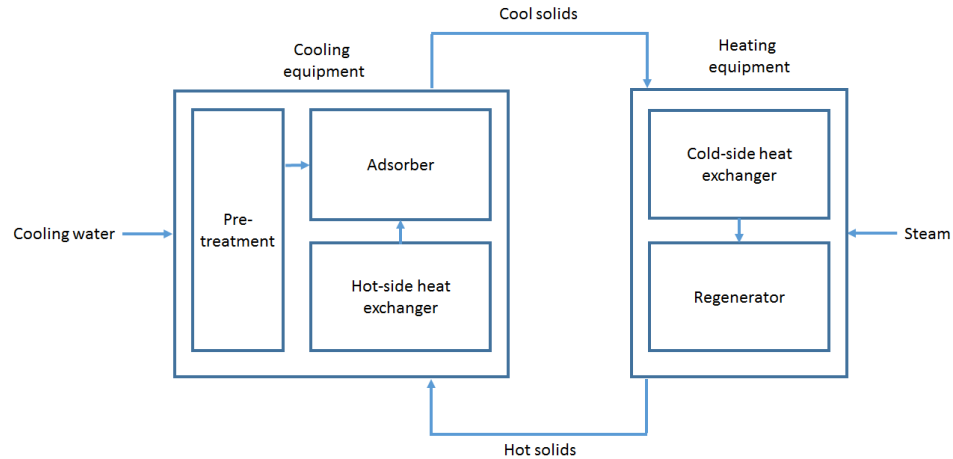 Cool solids
Cooling
equipment
Heating
equipment
Adsorber
Cold-side heat
exchanger
Pre-
treatment
Cooling water
Steam
Hot-side heat
exchanger
Regenerator
Hot solids